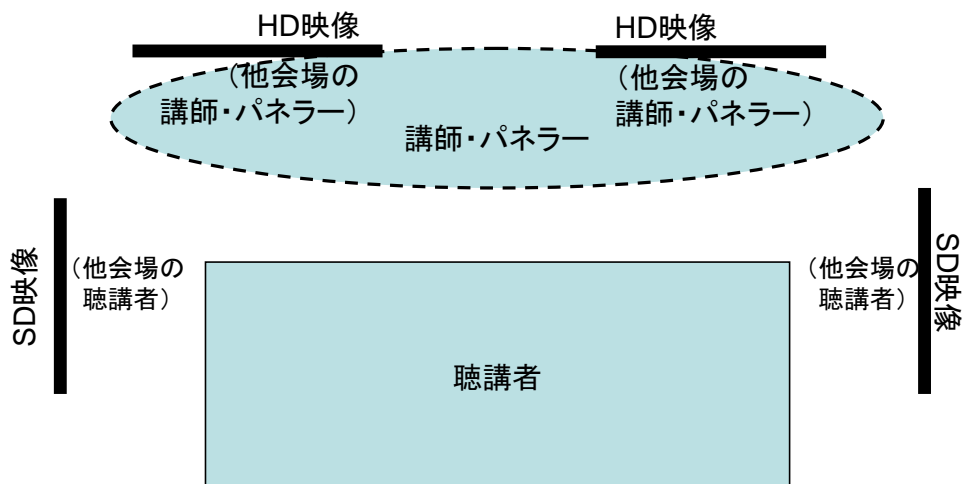 HD映像
HD映像
（他会場の
講師・パネラー）
（他会場の
講師・パネラー）
講師・パネラー
SD映像
（他会場の
聴講者）
（他会場の
聴講者）
SD映像
聴講者